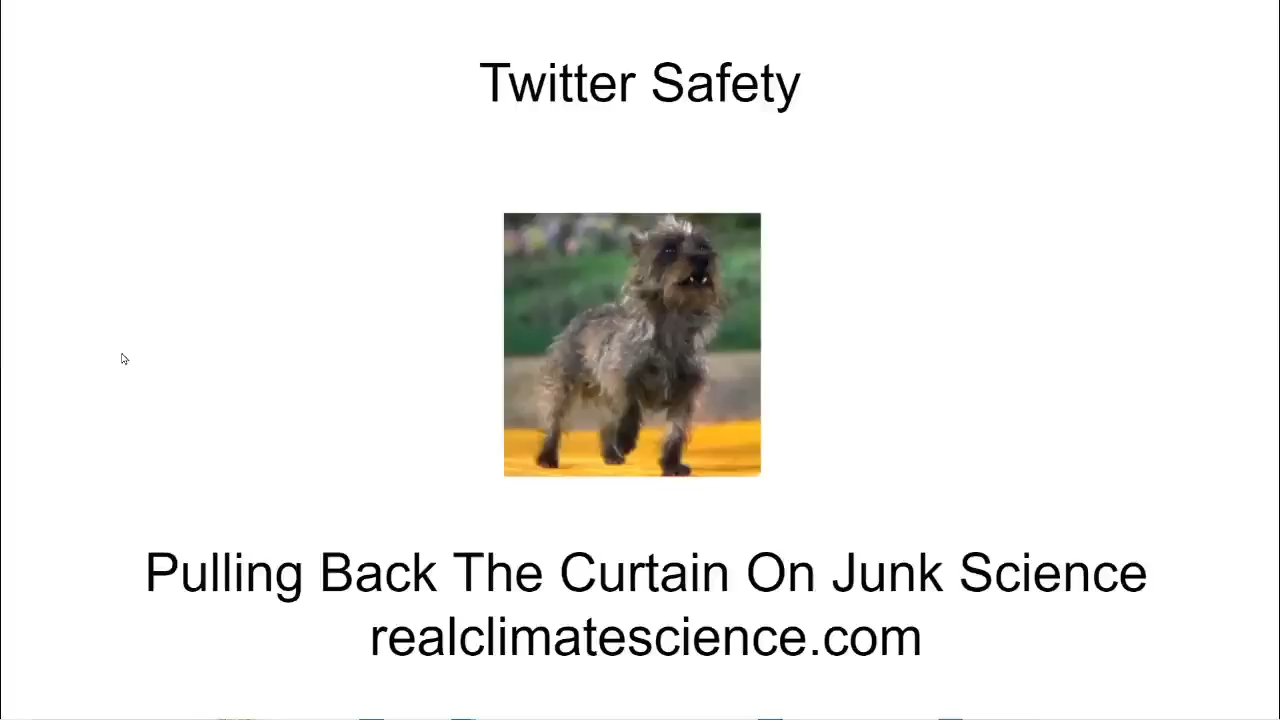 Twitter Safety
Pulling Back The Curtain On Junk Science
realclimatescience.com